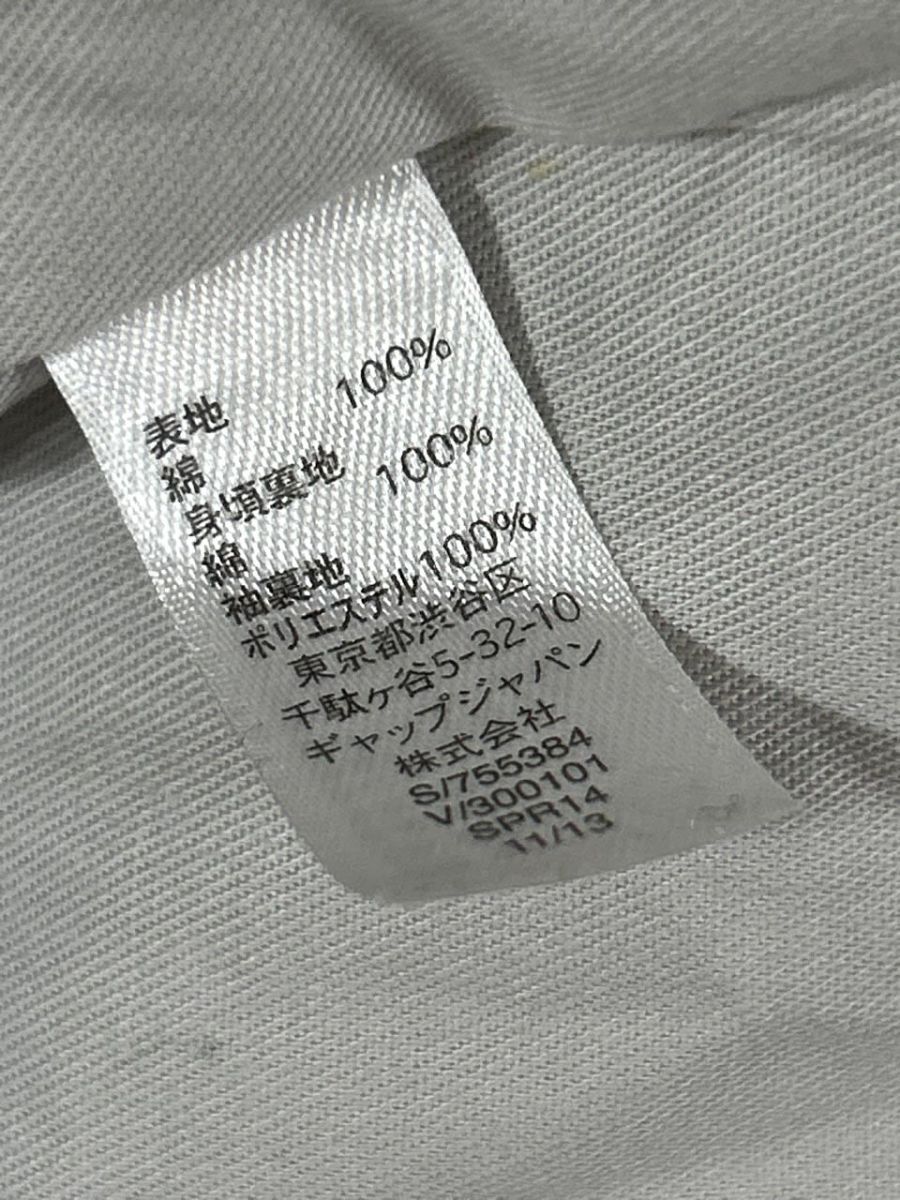 表地
綿 100%
身頃裏地
綿 100%
袖裏地
ポリエステル100%
東京都渋谷区
千駄ヶ谷5-32-10
ギャップジャパン
株式会社
S/755384
V/300101
SPR14
11/13